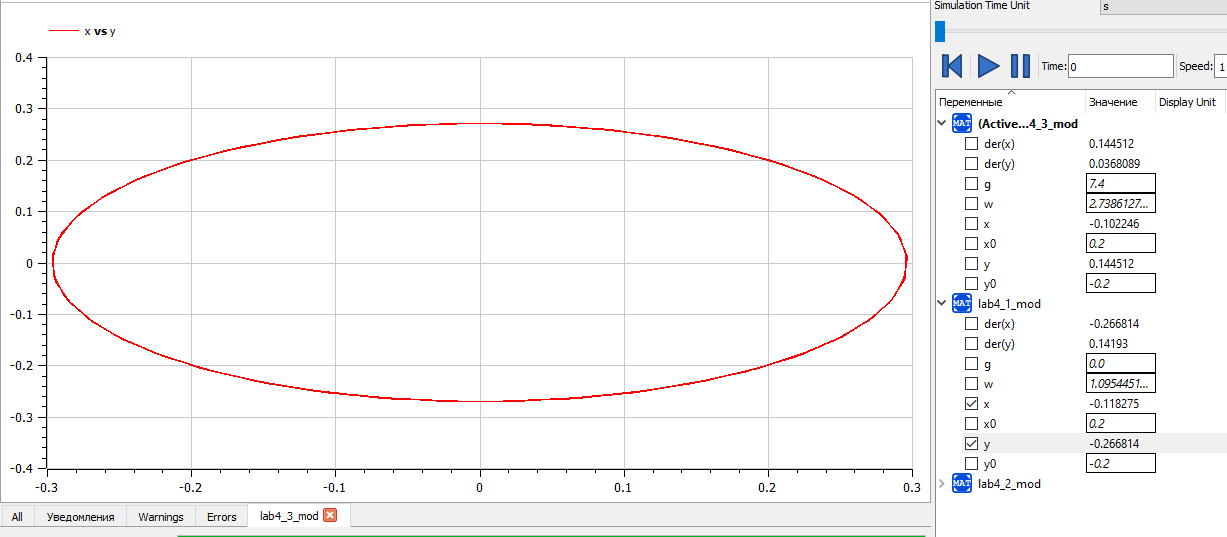 Simulation Time Unit
s
x vs y
0.4
0.3
0.2
0.1
0
-0.1
-0.2
-0.3
-0.4
-0.3
-0.2
-0.1
0
0.1
0.2
0.3
Time: 0
Speed: 1
Переменные Значение Display Unit
MAT (Active...4_3_mod
der(x) 0.144512
der(y) 0.0368089
g 7.4
w 2.7386127...
x -0.102246
x0 0.2
y 0.144512
y0 -0.2
MAT lab4_1_mod
der(x) -0.266814
der(y) 0.14193
g 0.0
w 1.0954451...
x -0.118275
x0 0.2
y -0.266814
y0 -0.2
MAT lab4_2_mod
All Уведомления Warnings Errors lab4_3_mod